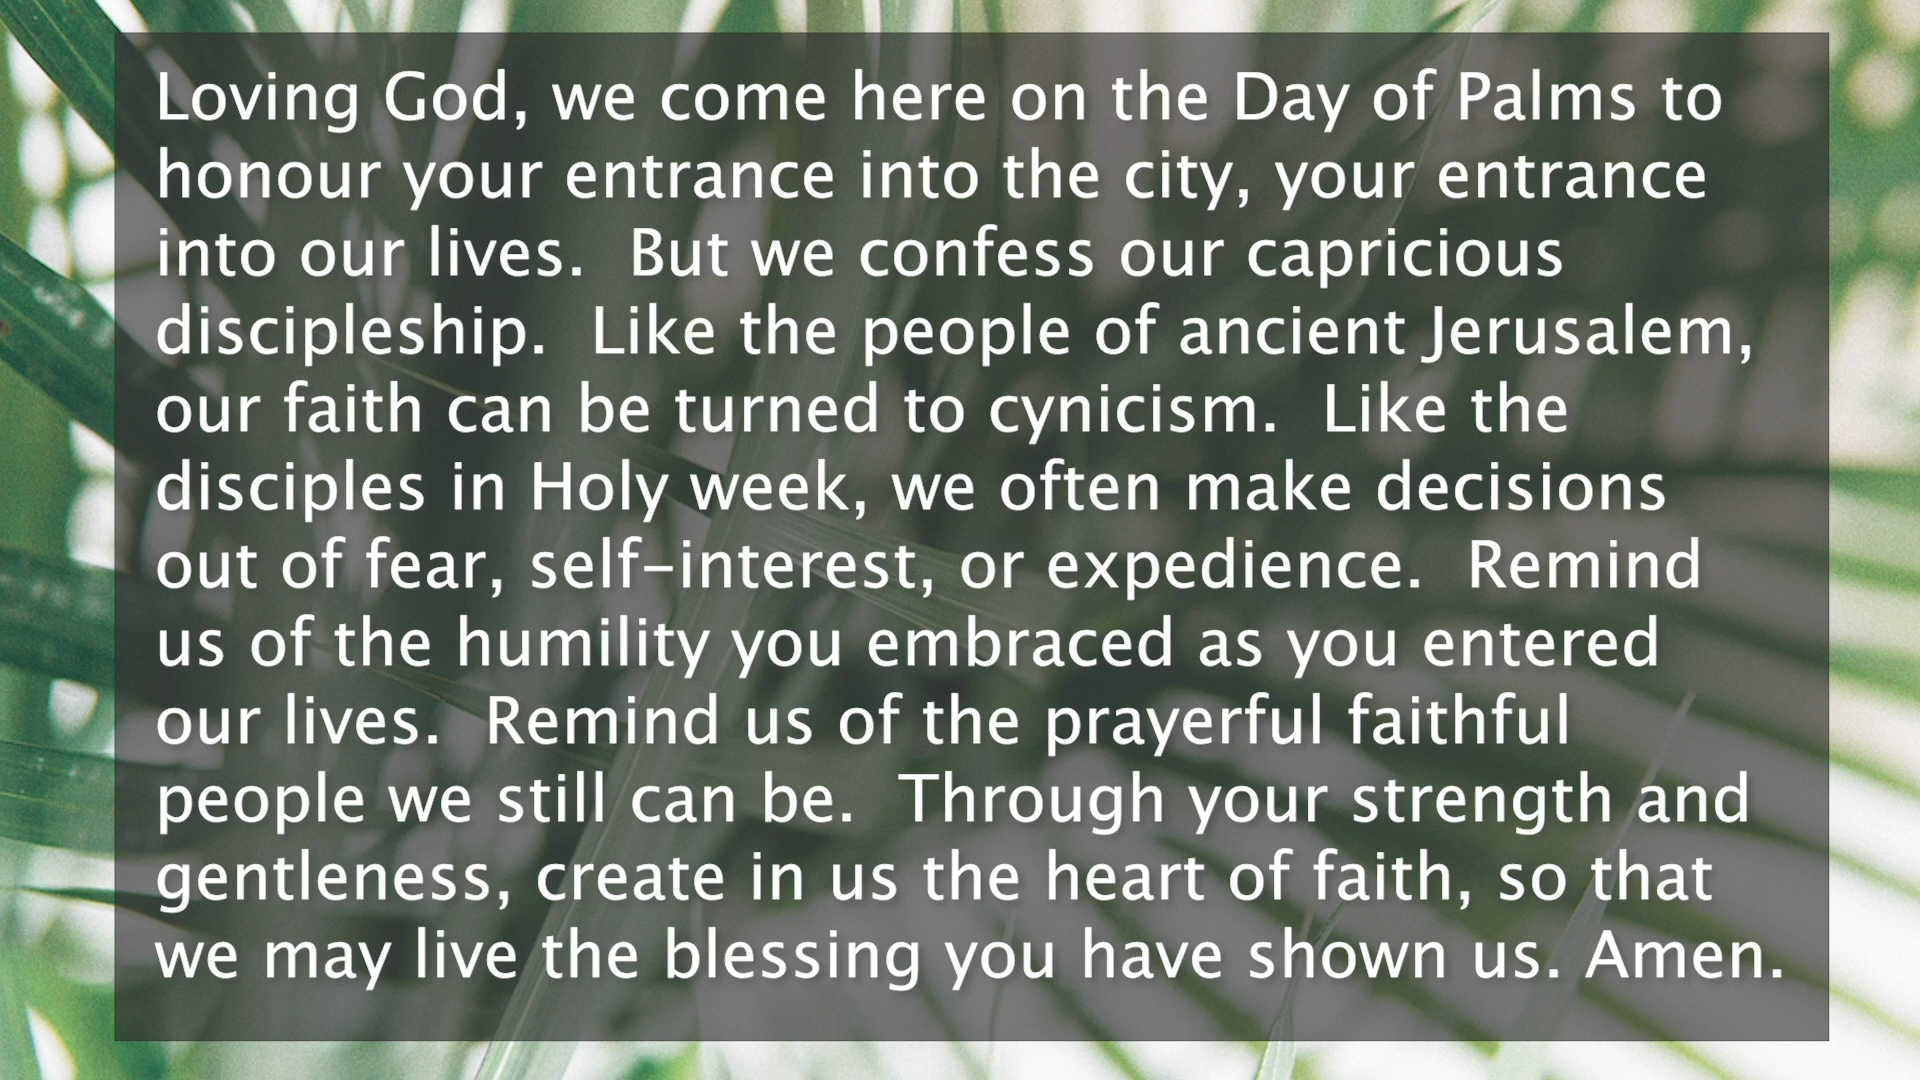 Loving God, we come here on the Day of Palms to
honour your entrance into the city, your entrance
into our lives.  But we confess our capricious
discipleship.  Like the people of ancient Jerusalem,
our faith can be turned to cynicism.  Like the
disciples in Holy week, we often make decisions
out of fear, self-interest, or expedience.  Remind
us of the humility you embraced as you entered
our lives.  Remind us of the prayerful faithful
people we still can be.  Through your strength and
gentleness, create in us the heart of faith, so that
we may live the blessing you have shown us. Amen.